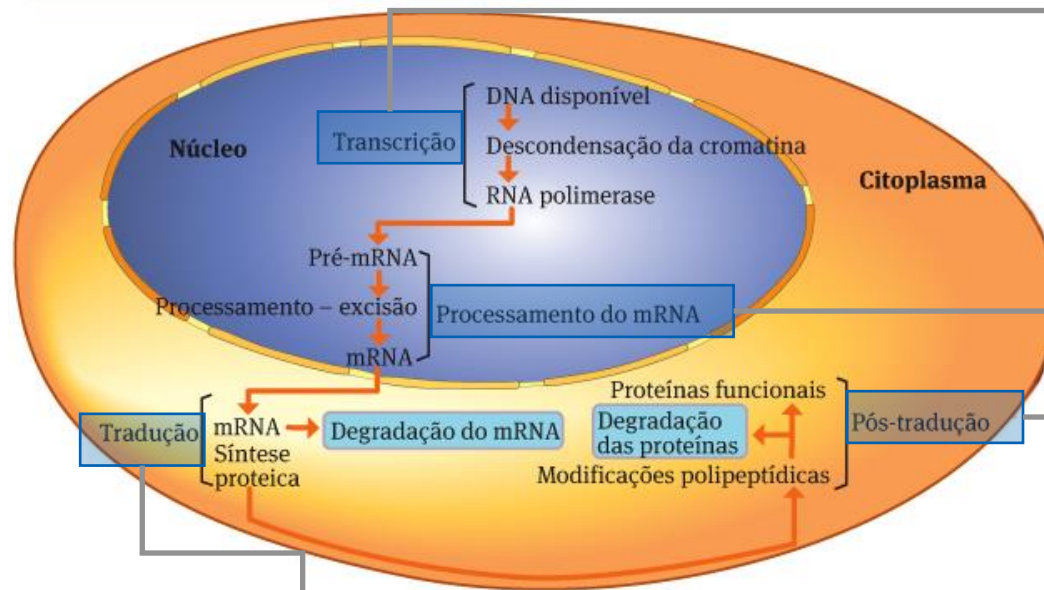 DNA disponível
Transcrição
Núcleo
Descondensação da cromatina
Citoplasma
RNA polimerase
Pré-mRNA
Processamento – excisão
Processamento do mRNA
mRNA
Tradução
mRNA
Síntese
proteica
Degradação do mRNA
Proteínas funcionais
Degradação
das proteínas
Pós-tradução
Modificações polipeptídicas